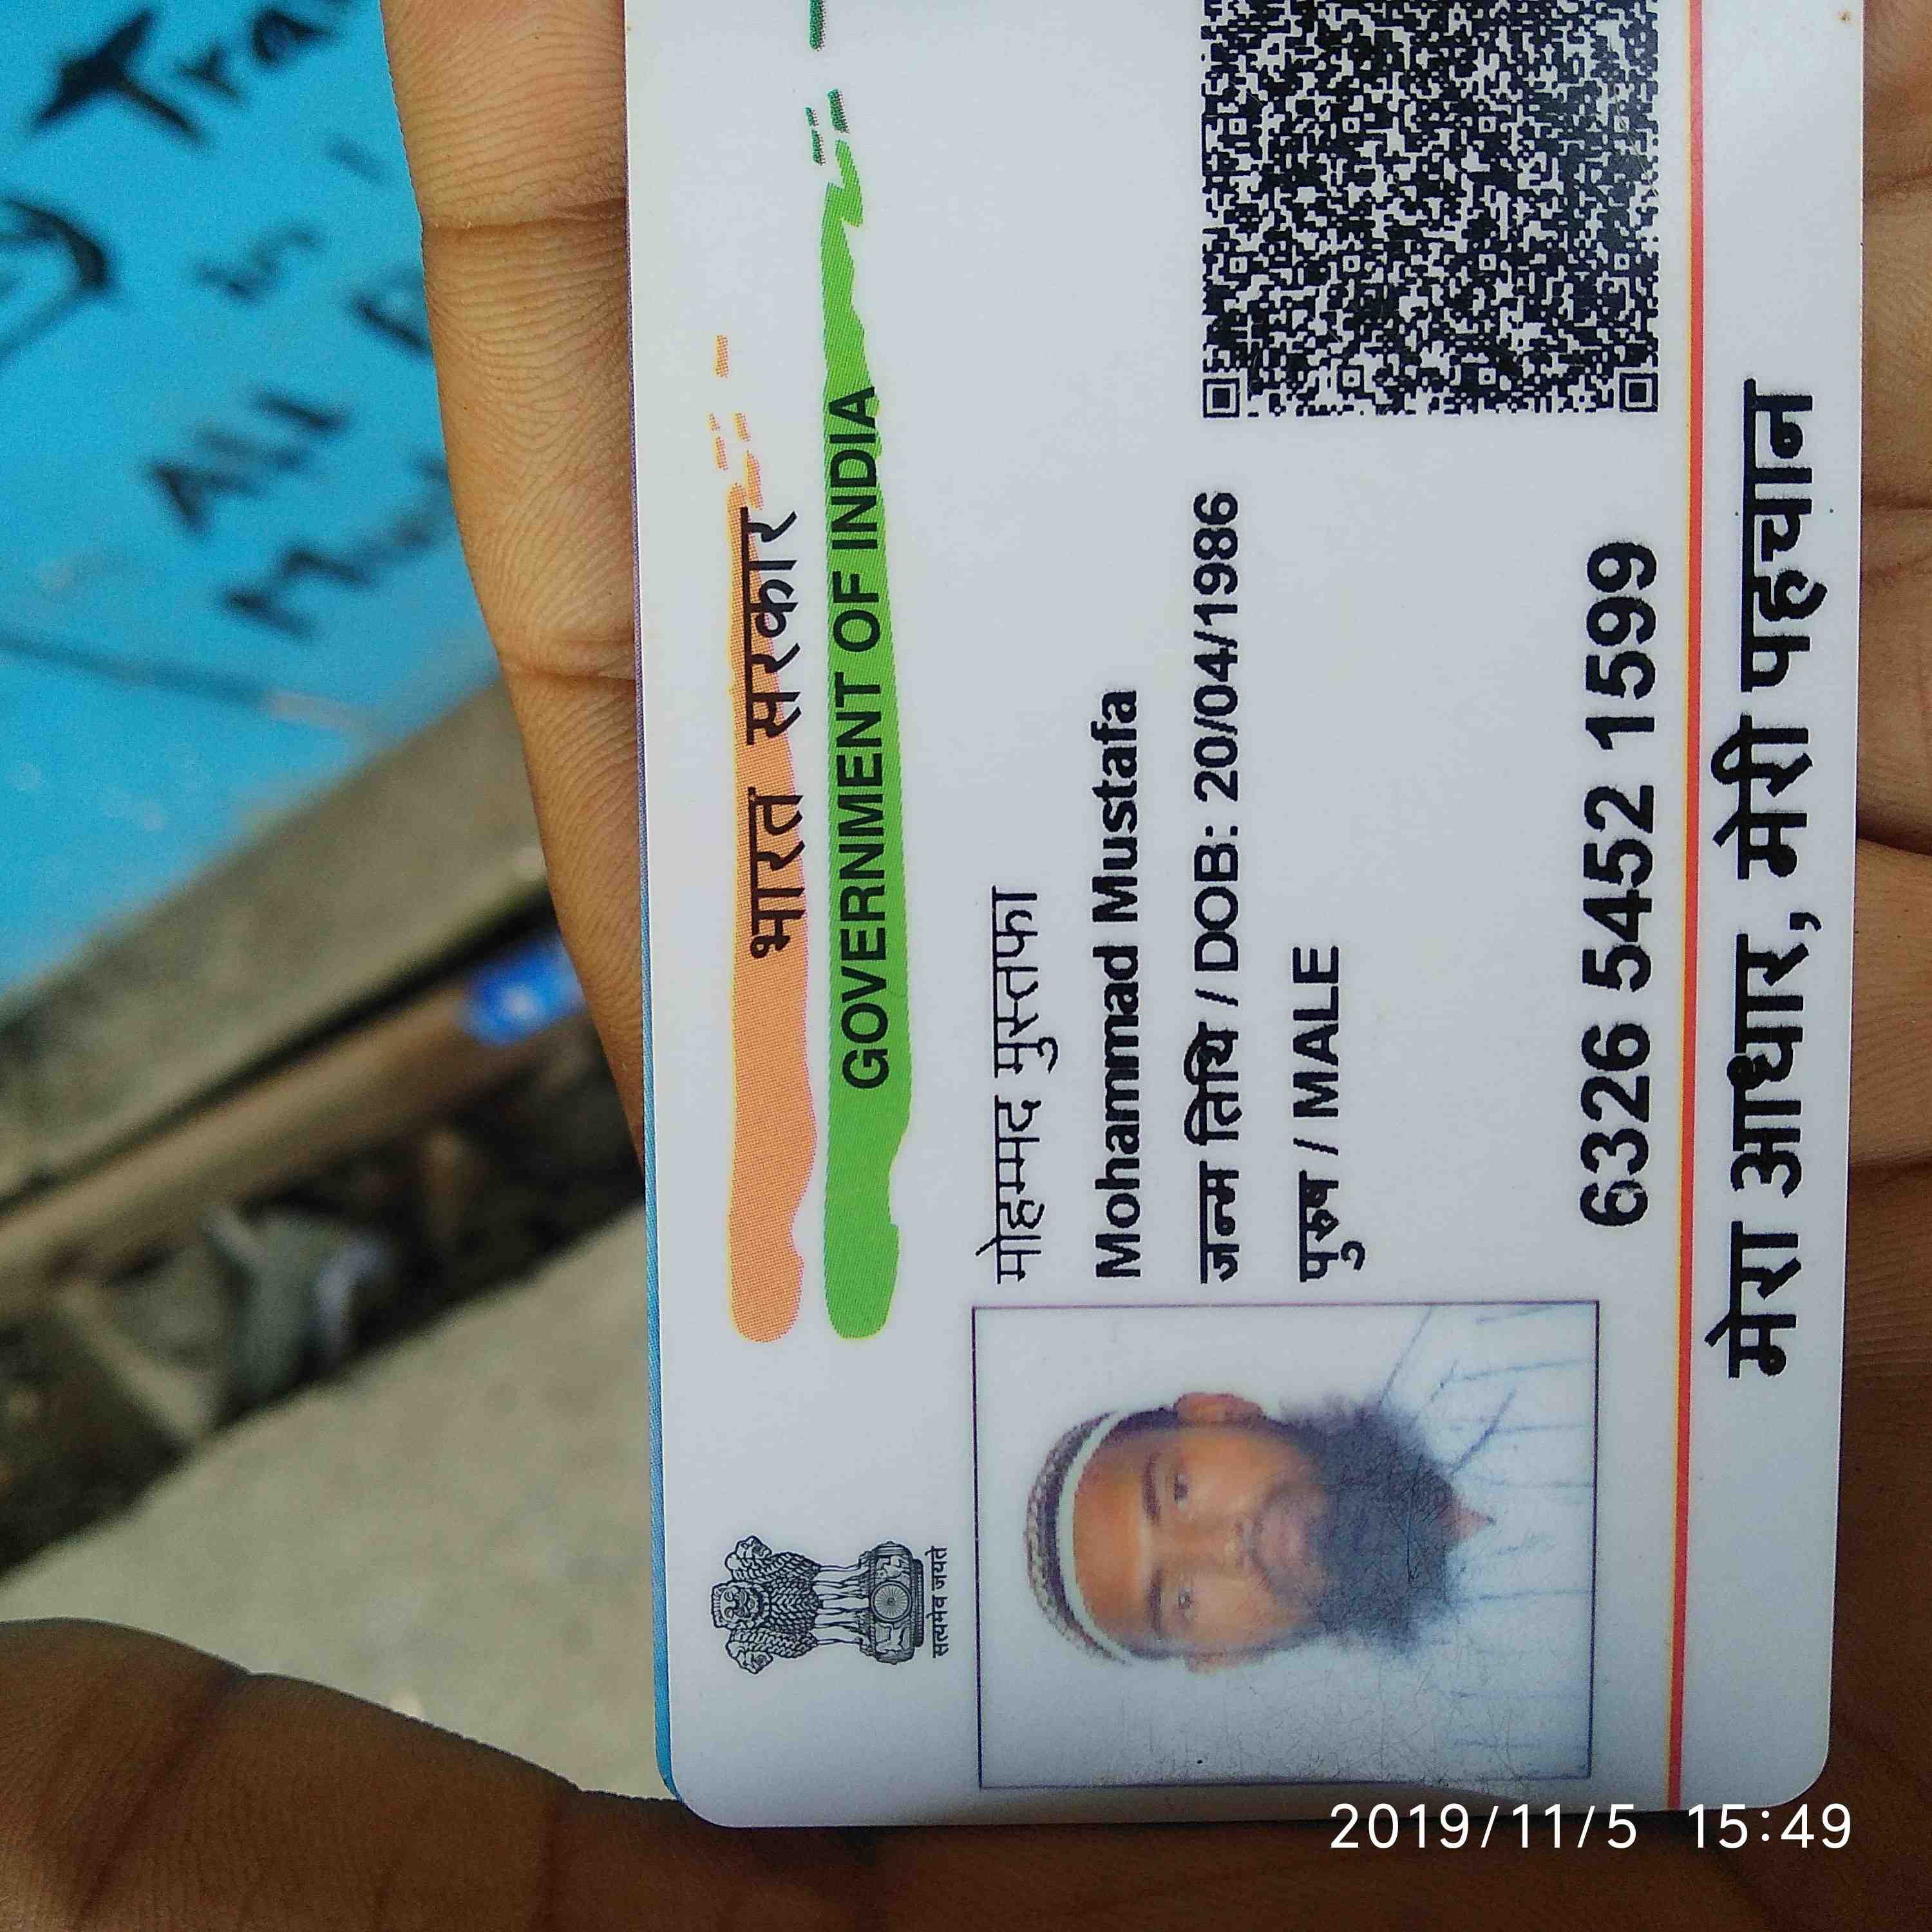 भारत सरकार
GOVERNMENT OF INDIA
सत्यमेव जयते
मोहम्मद मुस्तफा
Mohammad Mustafa
जन्म तिथि / DOB: 20/04/1986
पुरुष / MALE
6326 5452 1599
मेरा आधार, मेरी पहचान
2019/11/5 15:49